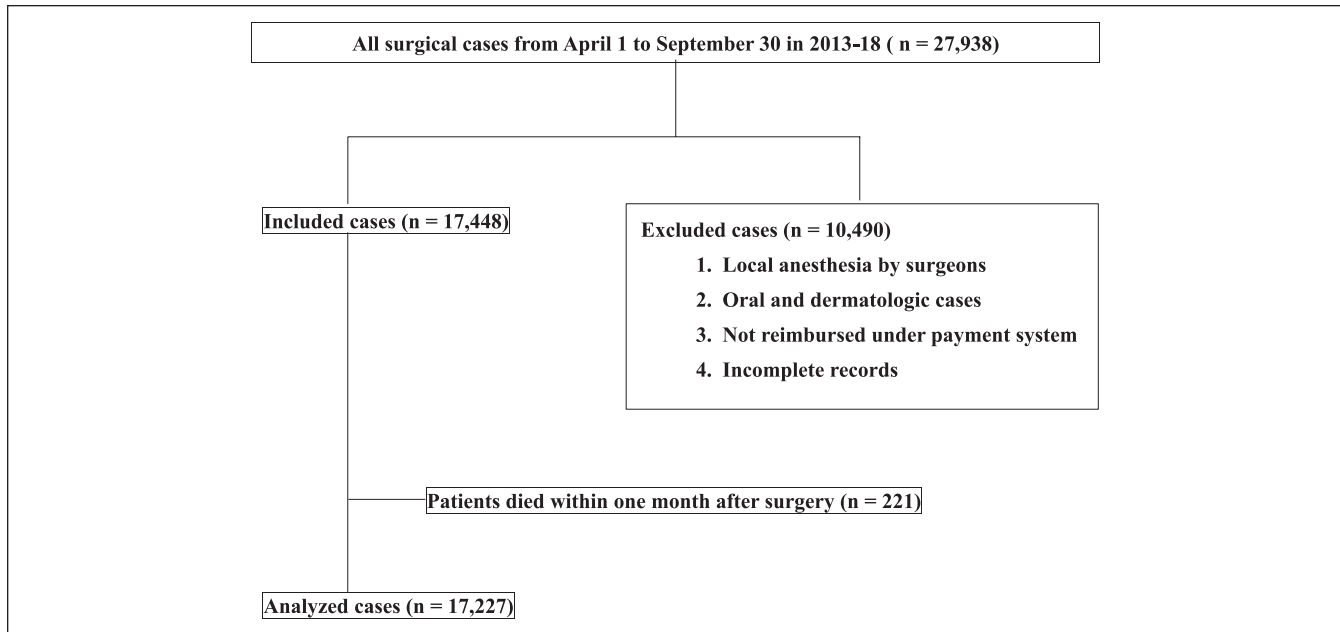 All surgical cases from April 1 to September 30 in 2013-18 ( n = 27,938)
Included cases (n = 17,448)
Excluded cases (n = 10,490)
1. Local anesthesia by surgeons
2. Oral and dermatologic cases
3. Not reimbursed under payment system
4. Incomplete records
Patients died within one month after surgery (n = 221)
Analyzed cases (n = 17,227)